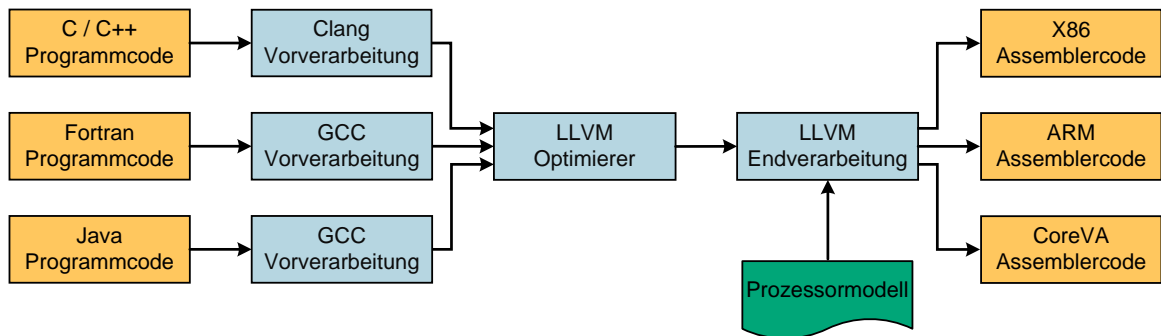 C / C++
Programmcode
Clang
Vorverarbeitung
X86
Assemblercode
Fortran
Programmcode
GCC
Vorverarbeitung
LLVM
Optimierer
LLVM
Endverarbeitung
ARM
Assemblercode
Java
Programmcode
GCC
Vorverarbeitung
CoreVA
Assemblercode
Prozessormodell